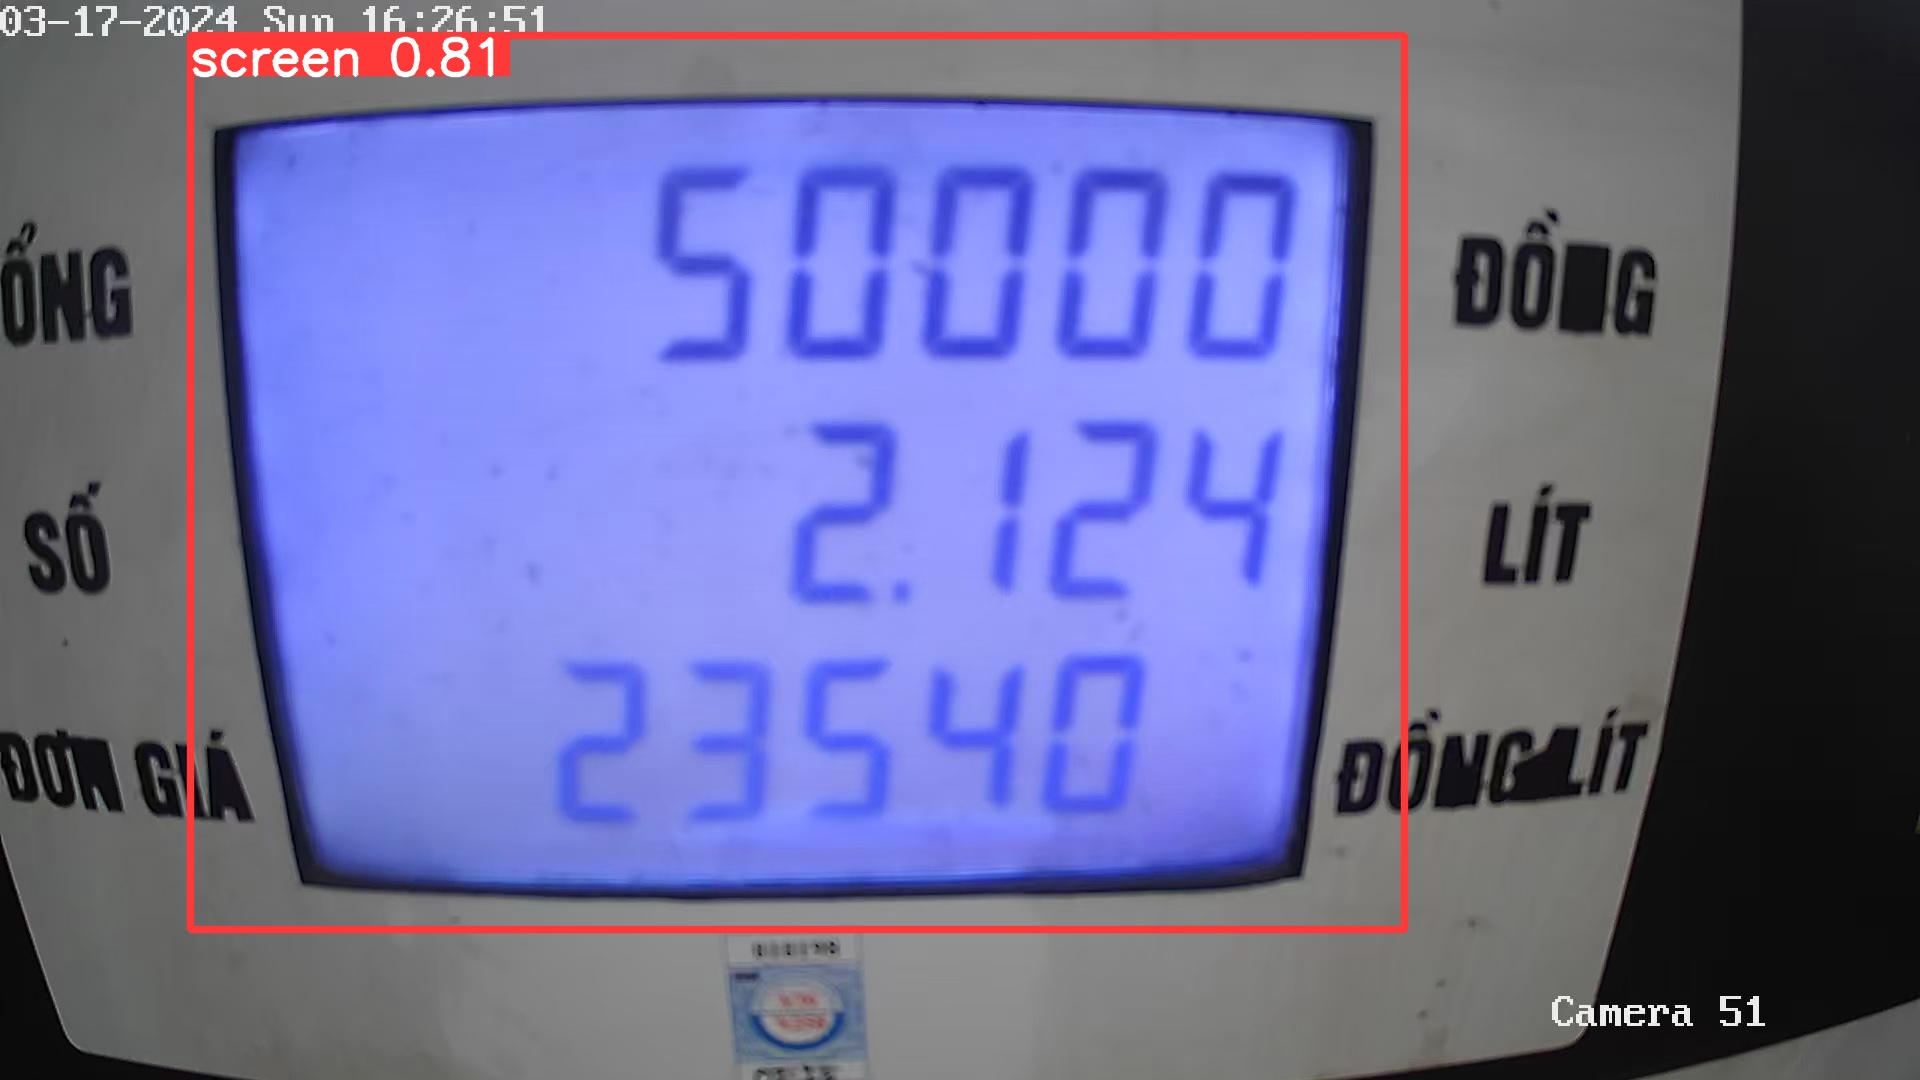 03-17-2024 Sun 16:26:51
screen 0.81
50000
ỐNG
ĐỒNG
2.124
SỐ
LÍT
23540
ĐƠN GIÁ
ĐỒNG/LÍT
Camera 51